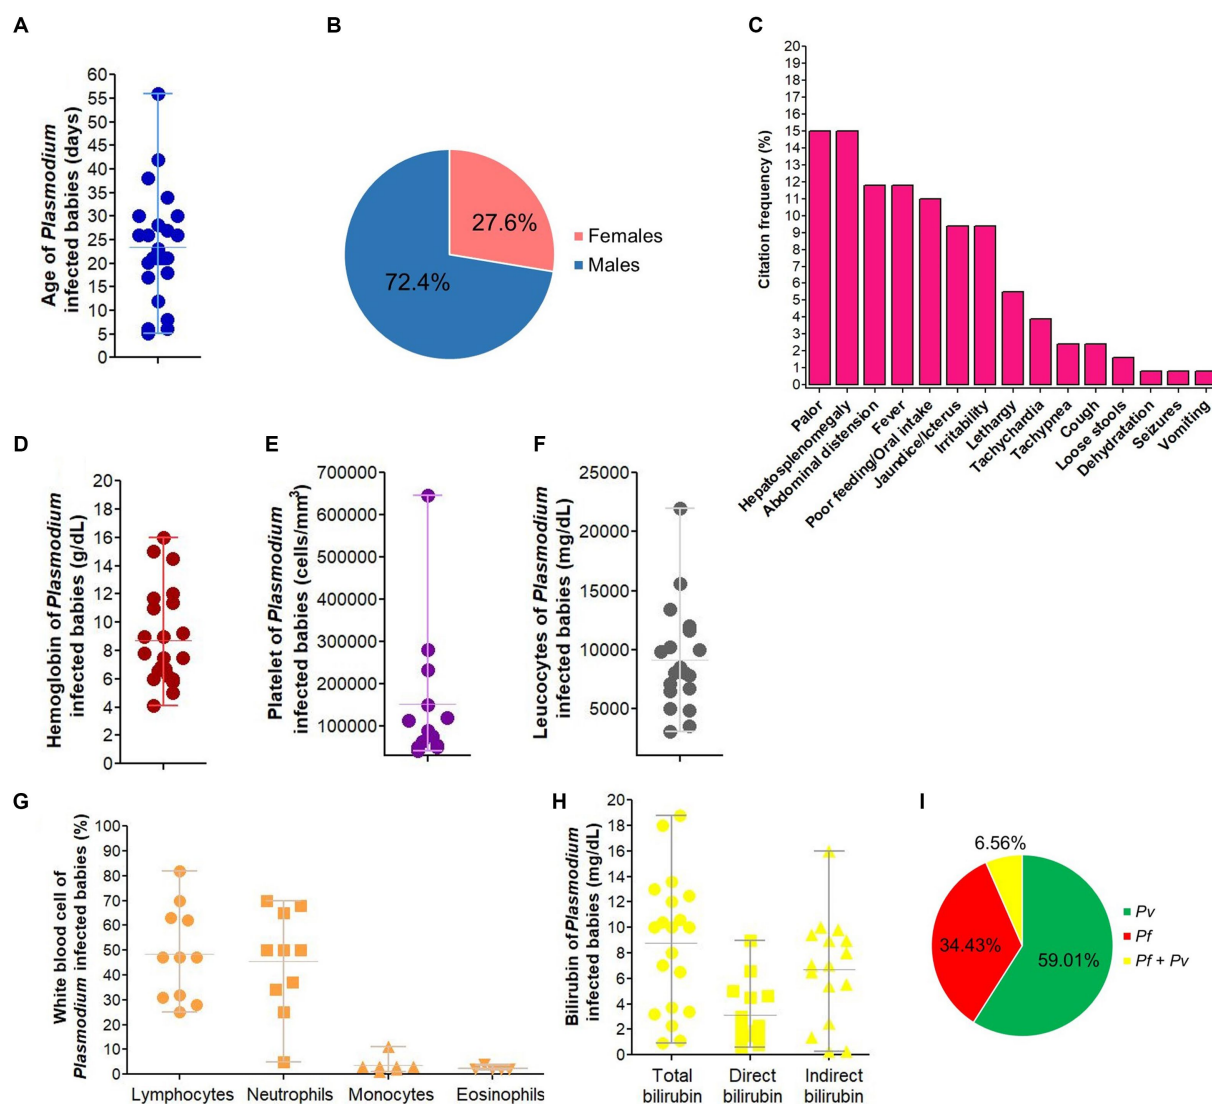 A
Age of Plasmodium
infected babies (days)
60
55
50
45
40
35
30
25
20
15
10
5
0
B
27.6%
72.4%
Females
Males
C
Citation frequency (%)
20
19
18
17
16
15
14
13
12
11
10
9
8
7
6
5
4
3
2
1
0
Palor
Hepatosplenomegaly
Abdominal distension
Fever
Poor feeding/Oral intake
Jaundice/Icterus
Irritability
Lethargy
Tachychardia
Tachypnea
Cough
Loose stools
Dehydratation
Seizures
Vomiting
D
Hemoglobin of Plasmodium
infected babies (g/dL)
20
18
16
14
12
10
8
6
4
2
0
E
Platelet of Plasmodium
infected babies (cells/mm³)
700000
600000
500000
400000
300000
200000
100000
F
Leucocytes of Plasmodium
infected babies (mg/dL)
25000
20000
15000
10000
5000
G
White blood cell of
Plasmodium infected babies (%)
100
90
80
70
60
50
40
30
20
10
0
Lymphocytes
Neutrophils
Monocytes
Eosinophils
H
Bilirubin of Plasmodium
infected babies (mg/dL)
20
18
16
14
12
10
8
6
4
2
0
Total
bilirubin
Direct
bilirubin
Indirect
bilirubin
I
6.56%
34.43%
59.01%
Pv
Pf
Pf + Pv